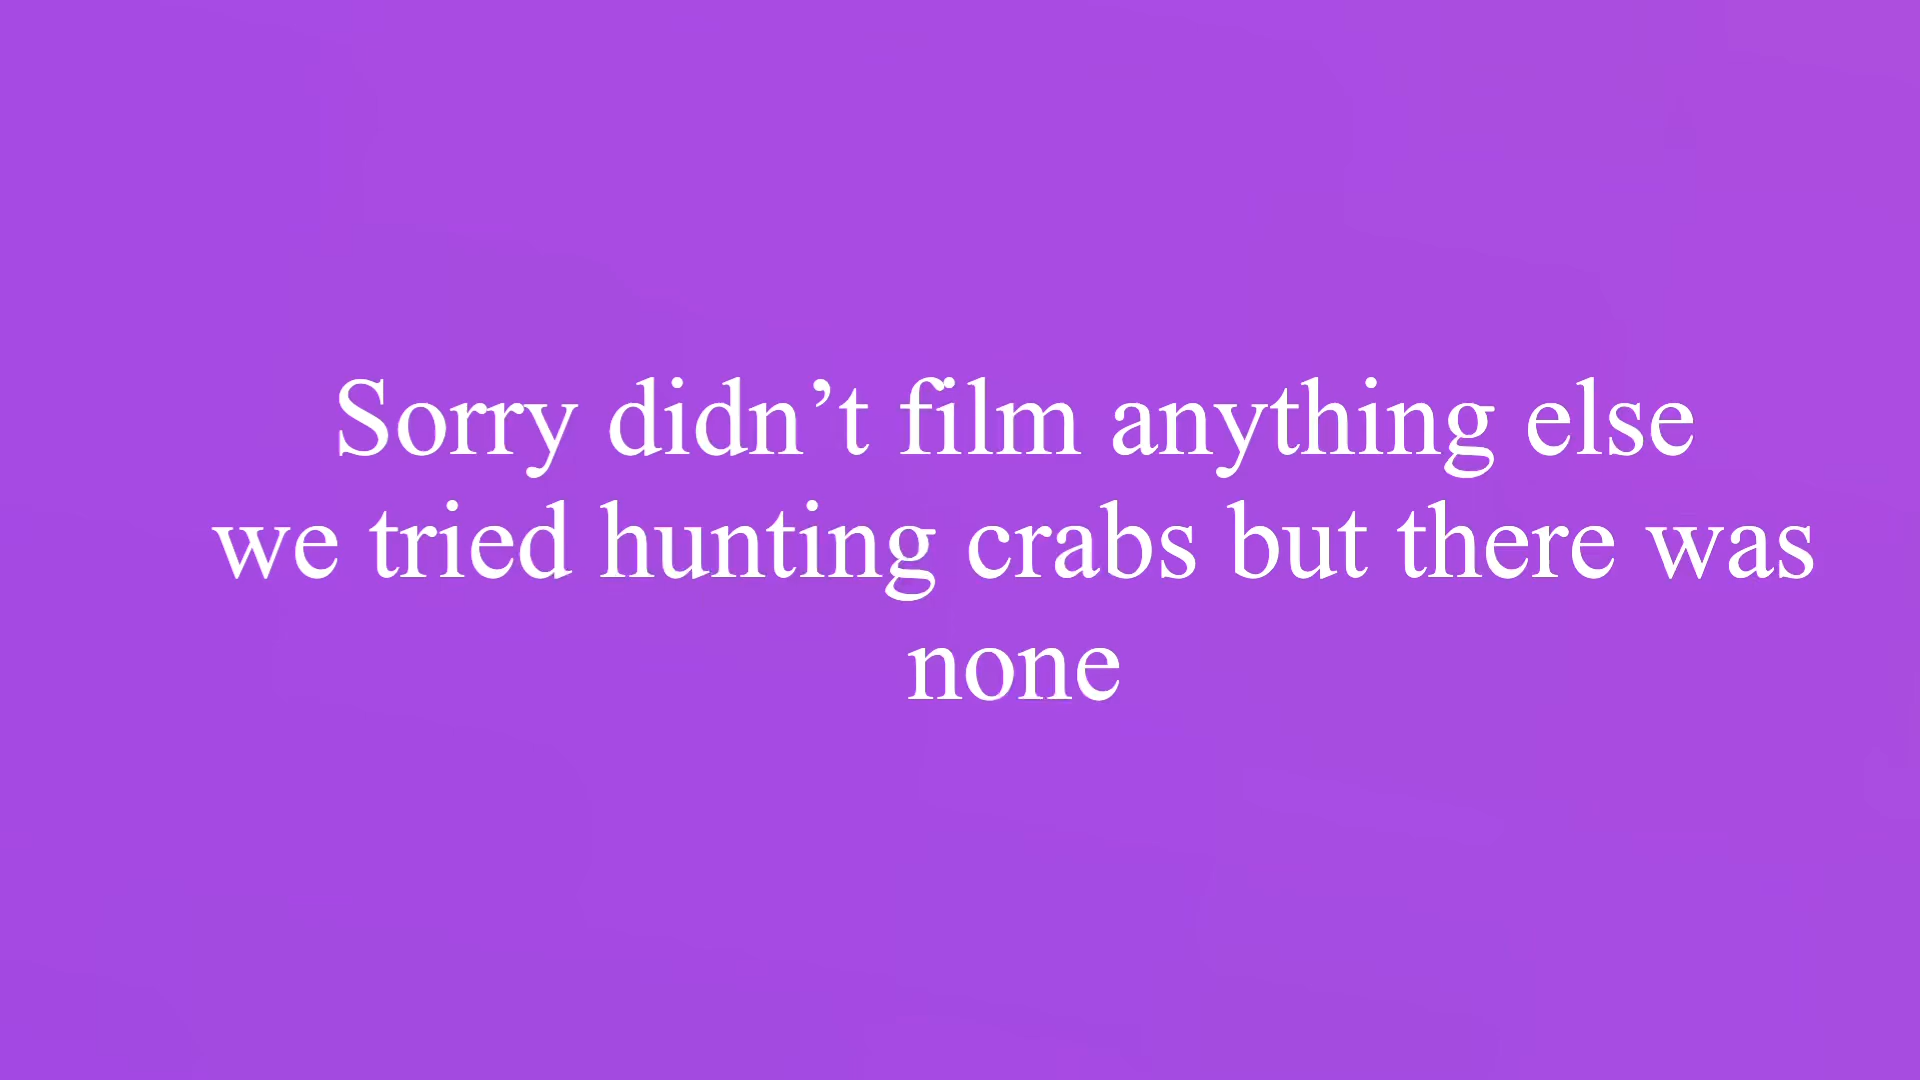 Sorry didn’t film anything else
we tried hunting crabs but there was
none